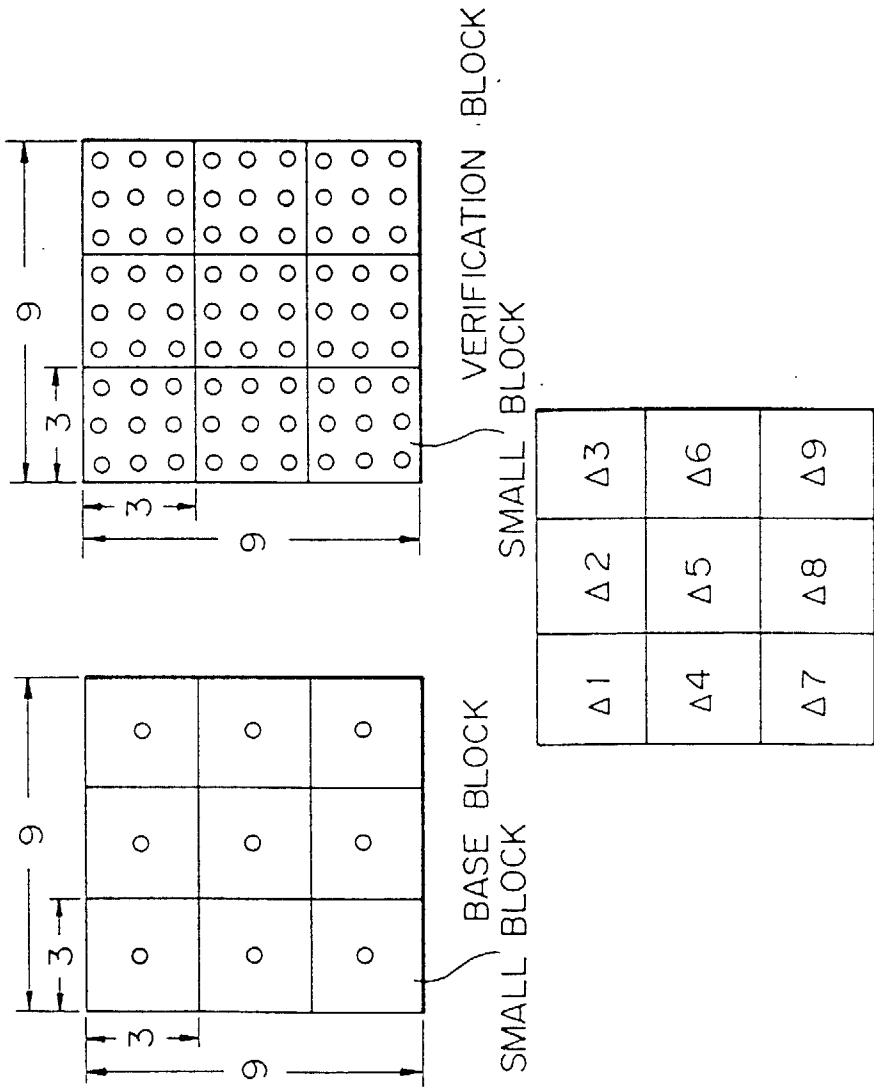 9
3
3
9
BASE BLOCK
SMALL BLOCK
9
3
3
9
VERIFICATION BLOCK
SMALL BLOCK
Δ1 Δ2 Δ3
Δ4 Δ5 Δ6
Δ7 Δ8 Δ9